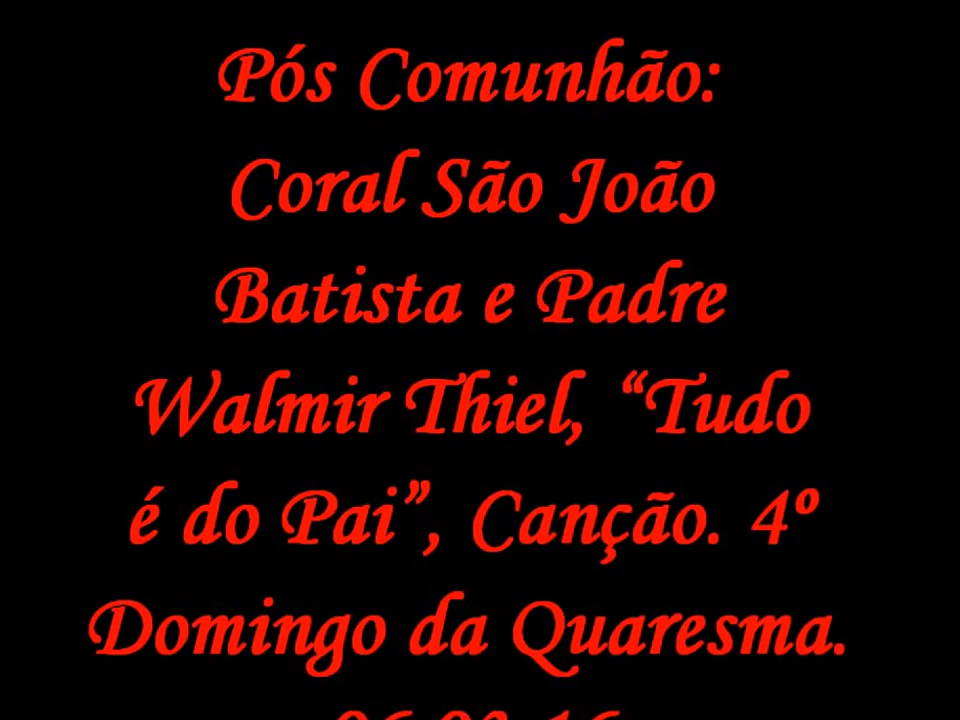 Pós Comunhão:
Coral São João
Batista e Padre
Walmir Thiel, “Tudo
é do Pai”, Canção. 4º
Domingo da Quaresma.